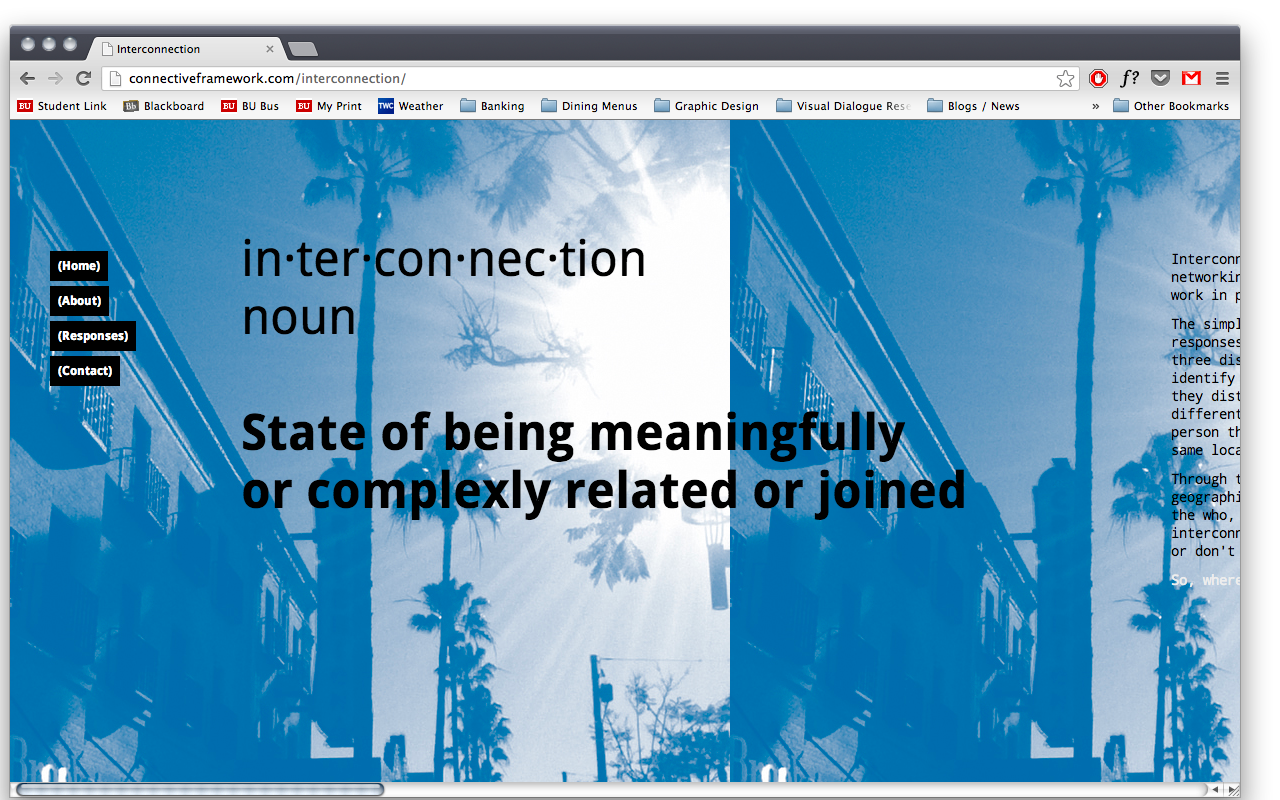 Interconnection
connectiveframework.com/interconnection/
f?
BU Student Link Bb Blackboard BU BU Bus BU My Print TWC Weather Banking Dining Menus Graphic Design Visual Dialogue Rese Blogs / News » Other Bookmarks
(Home)
(About)
(Responses)
(Contact)
in·ter·con·nec·tion
noun
State of being meaningfully
or complexly related or joined
Interconn
networkin
work in p
The simpl
responses
three dis
identify
they dist
different
person th
same loca
Through t
geographi
the who,
interconn
or don't
So, where